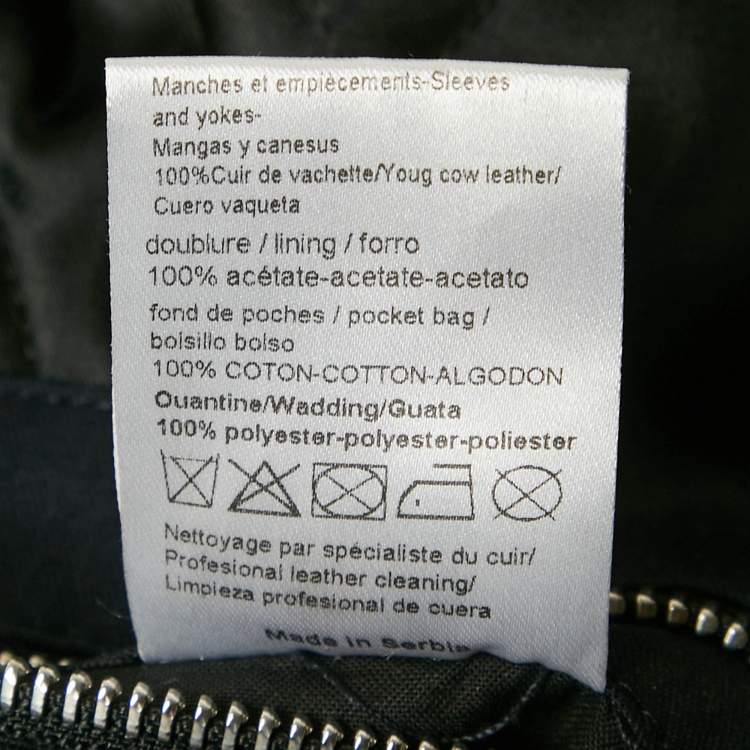 Manches et empiècements-Sleeves
and yokes-
Mangas y canesus
100%Cuir de vachette/Youg cow leather/
Cuero vaqueta
doublure / lining / forro
100% acétate-acetate-acetato
fond de poches / pocket bag /
bolsillo bolso
100% COTON-COTTON-ALGODON
Ouantine/Wadding/Guata
100% polyester-polyester-poliester
Nettoyage par spécialiste du cuir/
Profesional leather cleaning/
Limpieza profesional de cuera
Made in Serbia